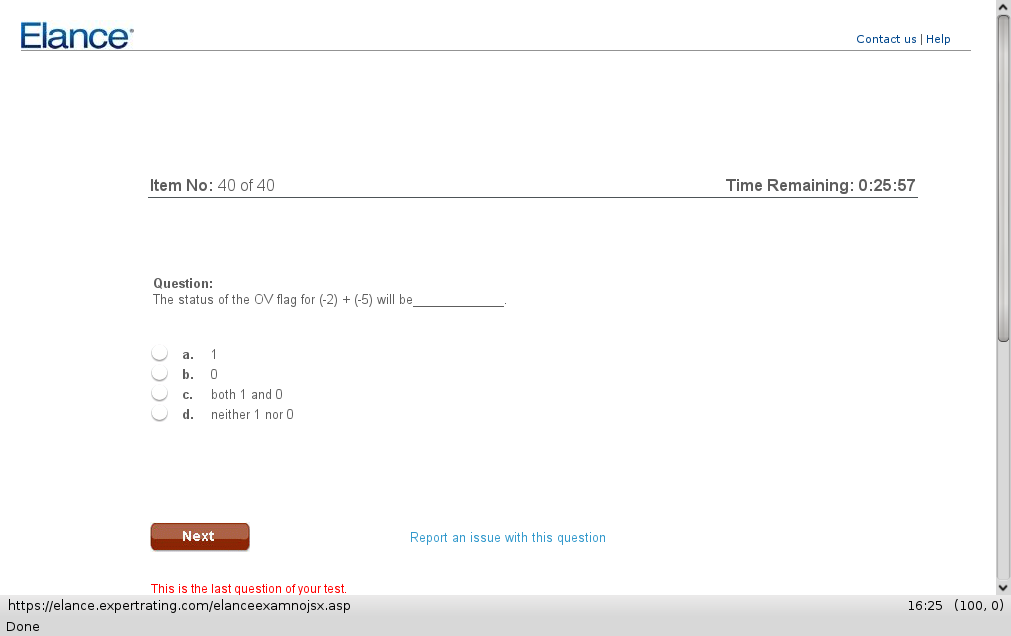 Elance
Contact us | Help
Item No: 40 of 40
Time Remaining: 0:25:57
Question:
The status of the OV flag for (-2) + (-5) will be______________.
a. 1
b. 0
c. both 1 and 0
d. neither 1 nor 0
Next
Report an issue with this question
This is the last question of your test.
https://elance.expertrating.com/elanceexamnojsx.asp
16:25 (100, 0)
Done